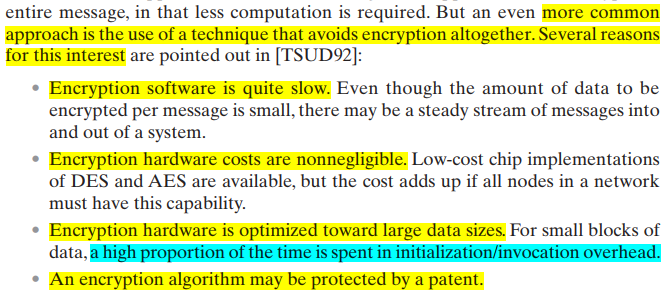 entire message, in that less computation is required. But an even more common
approach is the use of a technique that avoids encryption altogether. Several reasons
for this interest are pointed out in [TSUD92]:
• Encryption software is quite slow. Even though the amount of data to be
encrypted per message is small, there may be a steady stream of messages into
and out of a system.
• Encryption hardware costs are nonnegligible. Low-cost chip implementations
of DES and AES are available, but the cost adds up if all nodes in a network
must have this capability.
• Encryption hardware is optimized toward large data sizes. For small blocks of
data, a high proportion of the time is spent in initialization/invocation overhead.
• An encryption algorithm may be protected by a patent.